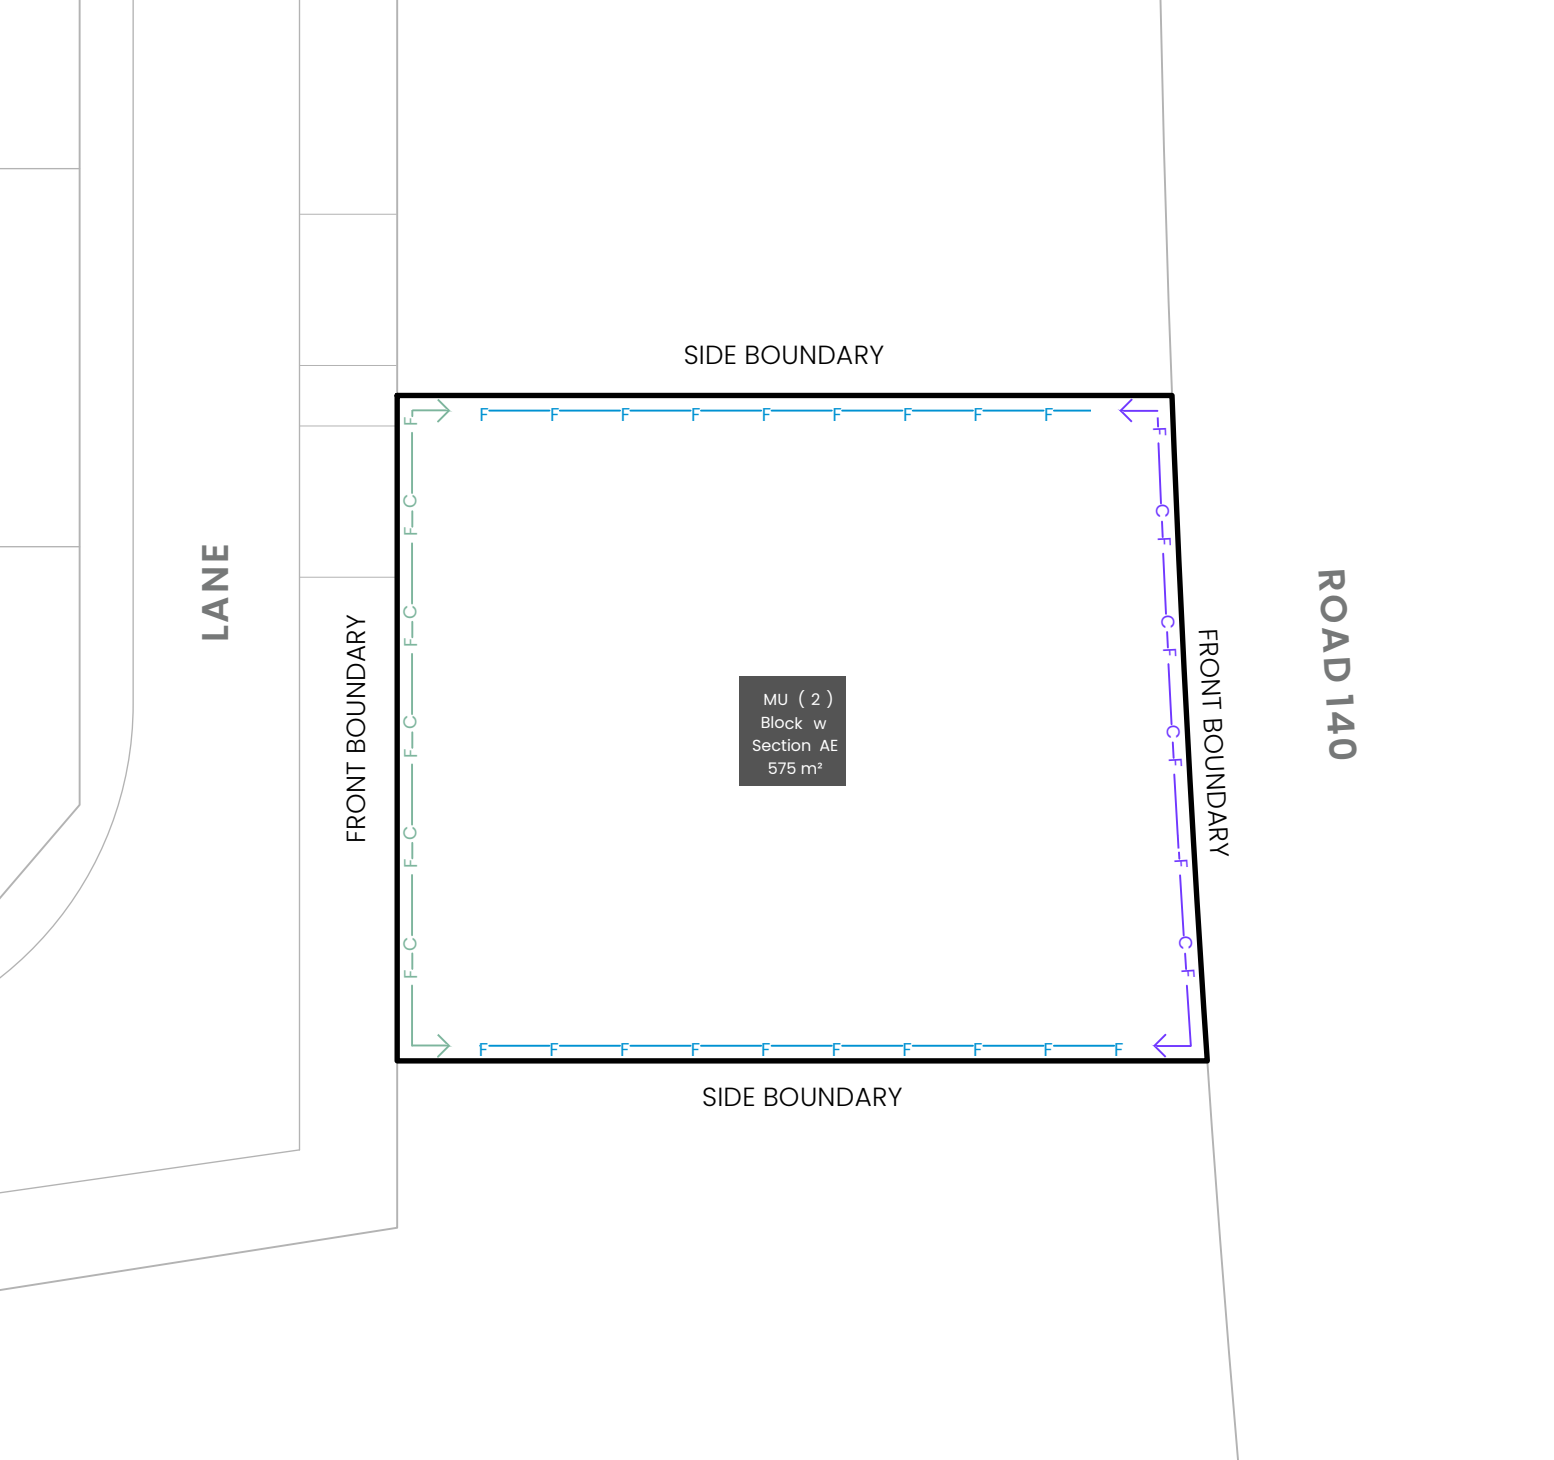 SIDE BOUNDARY
F F F F F F F F F
F C F C F C F C F C F
F C F C F C F F C F
LANE
FRONT BOUNDARY
MU ( 2 )
Block w
Section AE
575 m²
FRONT BOUNDARY
ROAD 140
F F F F F F F F F F
SIDE BOUNDARY